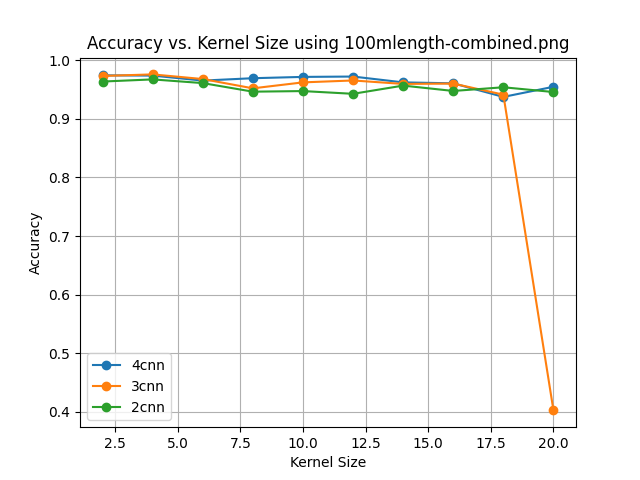 Accuracy vs. Kernel Size using 100mlength-combined.png
1.0
0.9
0.8
0.7
0.6
0.5
0.4
Accuracy
4cnn
3cnn
2cnn
2.5 5.0 7.5 10.0 12.5 15.0 17.5 20.0
Kernel Size